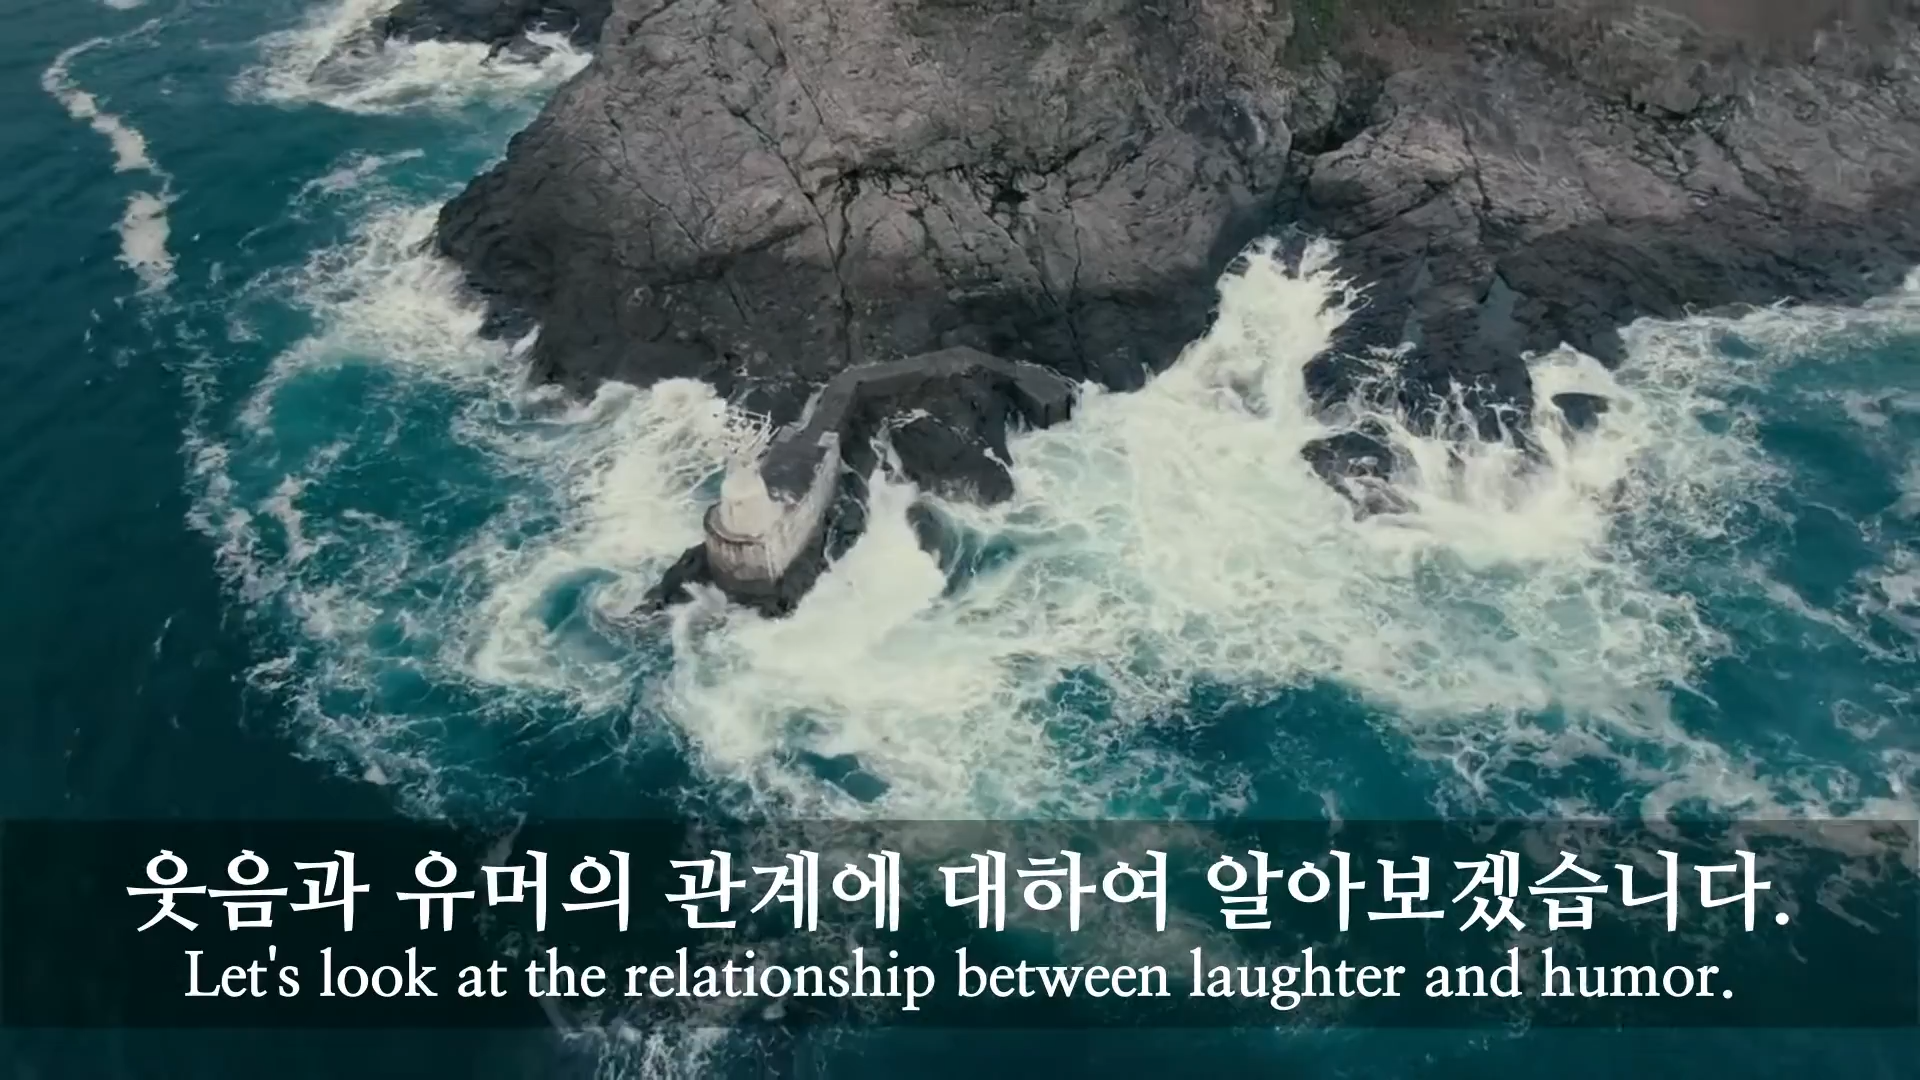 웃음과 유머의 관계에 대하여 알아보겠습니다.
Let's look at the relationship between laughter and humor.